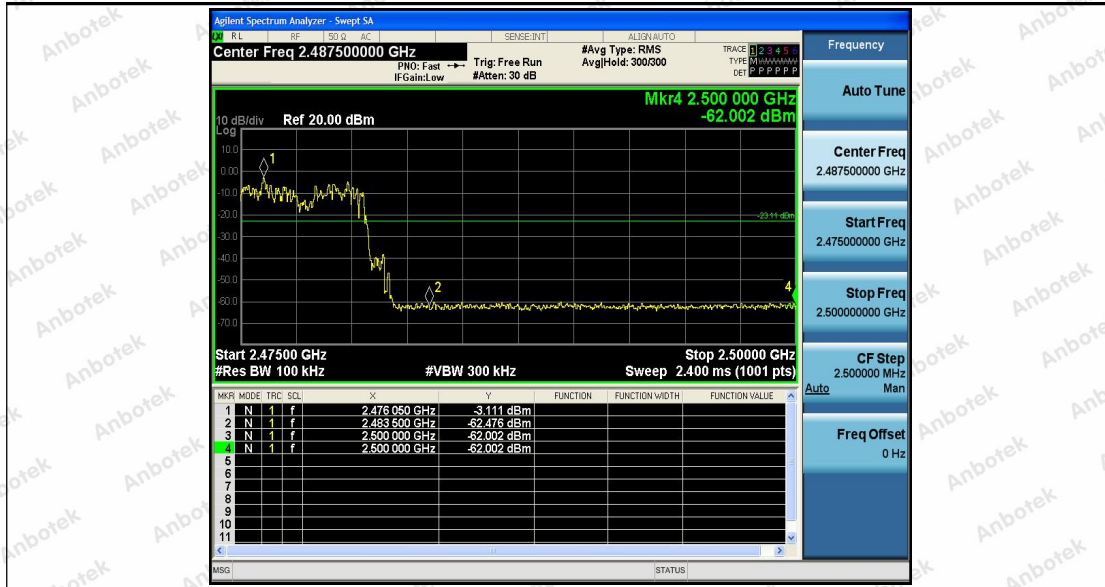 Agilent Spectrum Analyzer - Swept SA
RL RF 50 Ω AC SENSE:INT ALIGNAUTO
Center Freq 2.487500000 GHz
PNO: Fast
IFGain:Low
Trig: Free Run
#Atten: 30 dB
#Avg Type: RMS
Avg|Hold: 300/300
TRACE 1 2 3 4 5 6
TYPE M
DET P P P P P P
Mkr4 2.500 000 GHz
-62.002 dBm
10 dB/div Ref 20.00 dBm
Log
10.0
0.00
-10.0
-20.0
-30.0
-40.0
-50.0
-60.0
-70.0
1
-23.11 dBm
2
4
Start 2.47500 GHz Stop 2.50000 GHz
#Res BW 100 kHz #VBW 300 kHz Sweep 2.400 ms (1001 pts)
MKR MODE TRC SCL X Y FUNCTION FUNCTION WIDTH FUNCTION VALUE
1 N 1 f 2.476 050 GHz -3.111 dBm
2 N 1 f 2.483 500 GHz -62.476 dBm
3 N 1 f 2.500 000 GHz -62.002 dBm
4 N 1 f 2.500 000 GHz -62.002 dBm
5
6
7
8
9
10
11
MSG STATUS
Frequency
Auto Tune
Center Freq
2.487500000 GHz
Start Freq
2.475000000 GHz
Stop Freq
2.500000000 GHz
CF Step
2.500000 MHz
Auto Man
Freq Offset
0 Hz
Anbotek